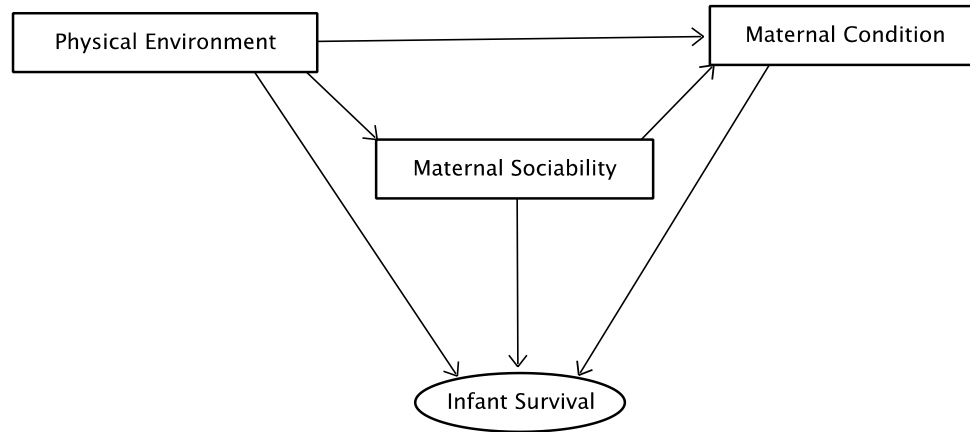 Physical Environment
Maternal Condition
Maternal Sociability
Infant Survival